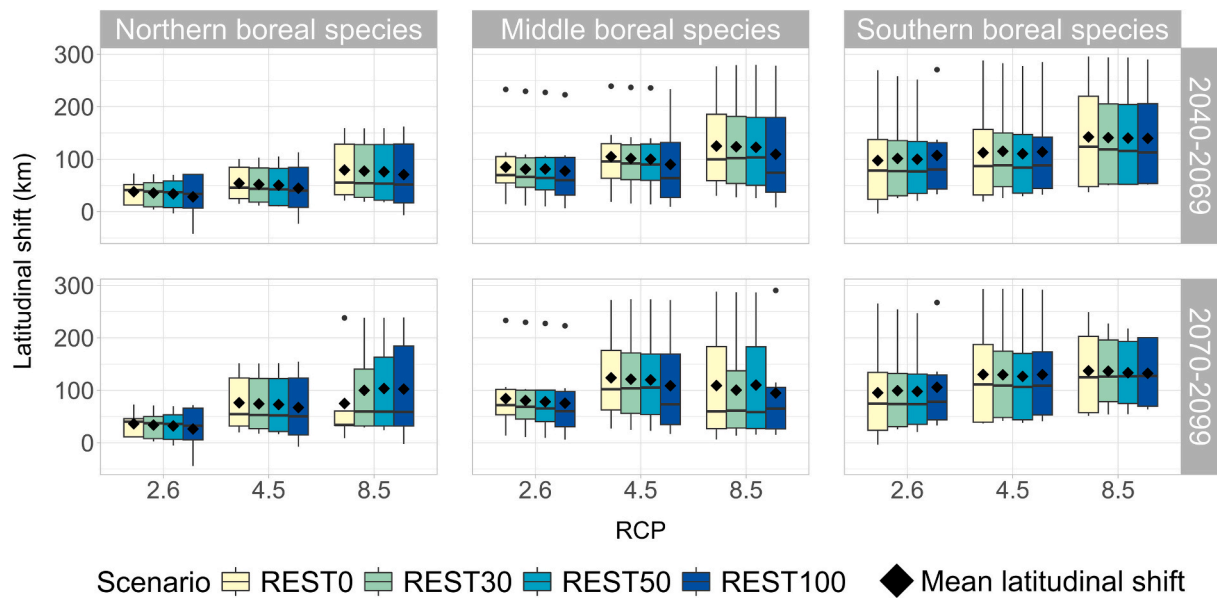 Northern boreal species Middle boreal species Southern boreal species
300
200
100
0
2040-2069
Latitudinal shift (km)
300
200
100
0
2070-2099
2.6 4.5 8.5 2.6 4.5 8.5 2.6 4.5 8.5
RCP
Scenario REST0 REST30 REST50 REST100 Mean latitudinal shift